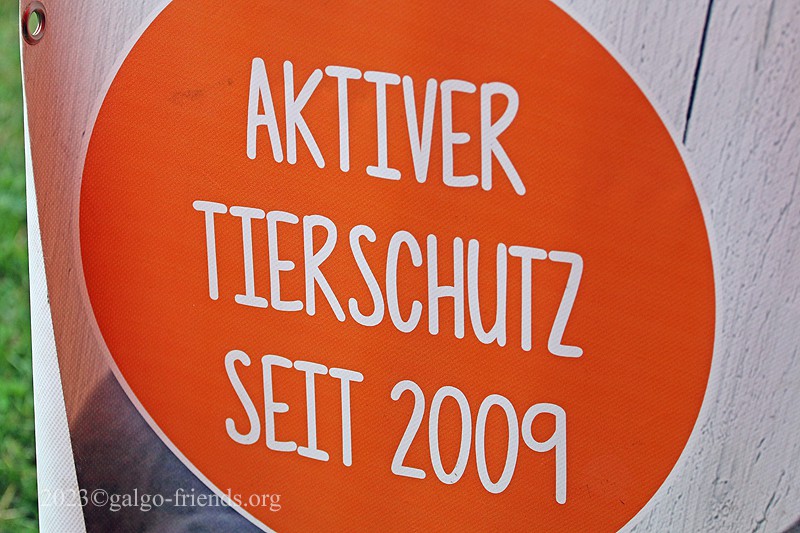 AKTIVER
TIERSCHUTZ
SEIT 2009
2023©galgo-friends.org